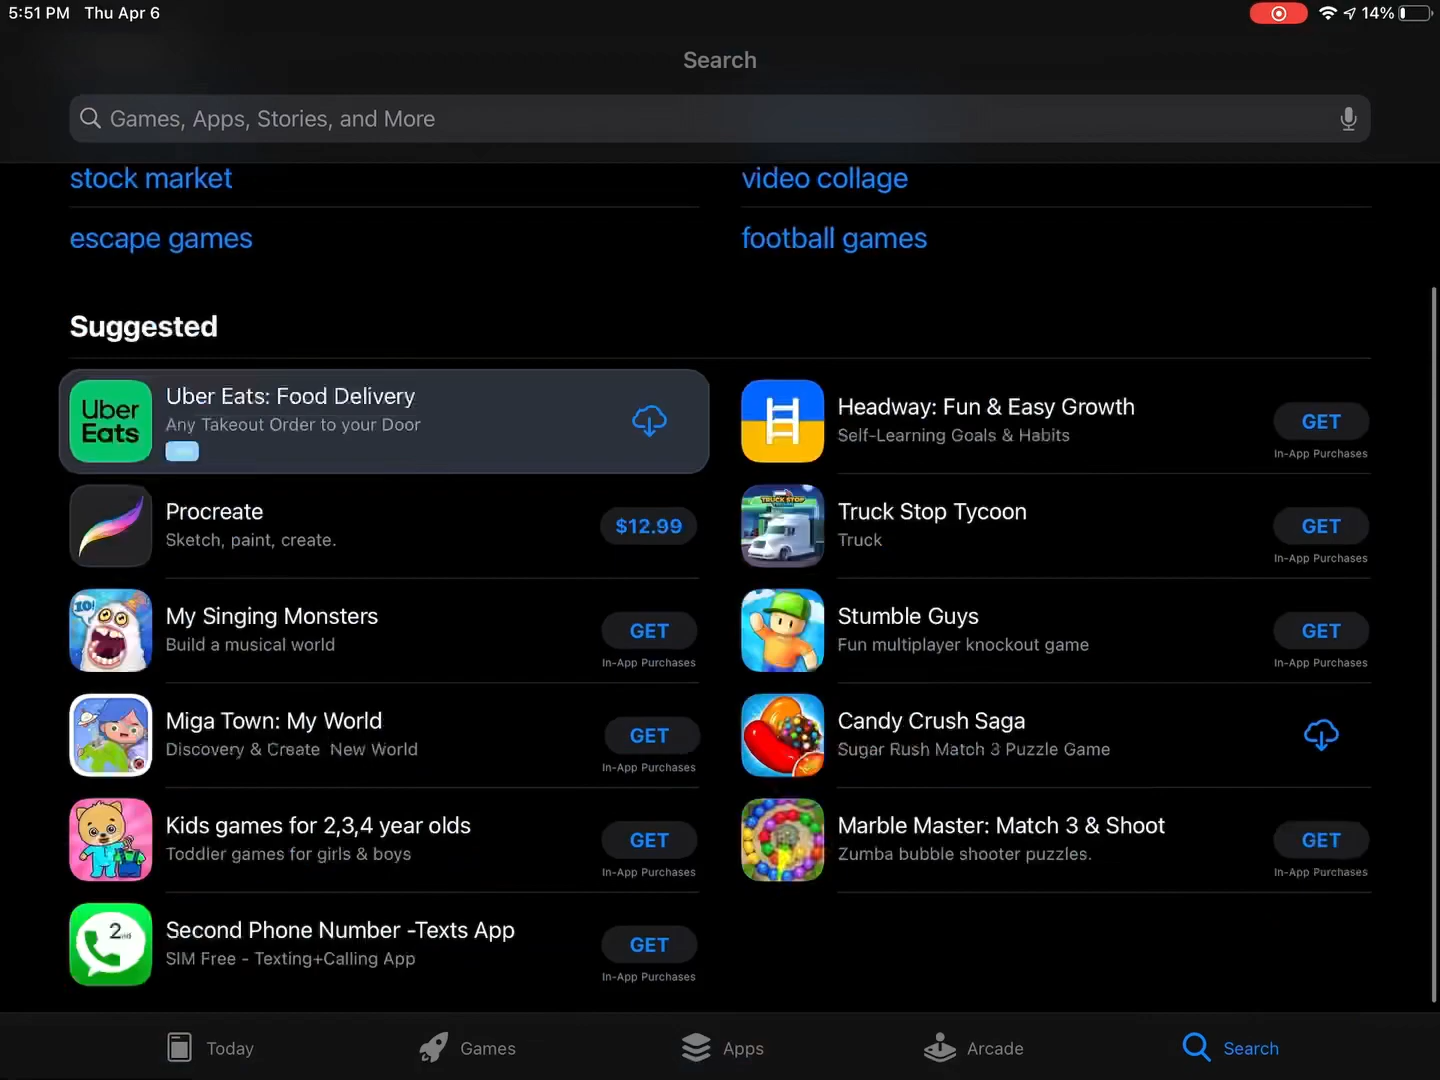 5:51 PM Thu Apr 6
14%
Search
Games, Apps, Stories, and More
stock market
video collage
escape games
football games
Suggested
Uber Eats
Uber Eats: Food Delivery
Any Takeout Order to your Door
Headway: Fun & Easy Growth
Self-Learning Goals & Habits
GET
In-App Purchases
Procreate
Sketch, paint, create.
$12.99
TRUCK STOP
Truck Stop Tycoon
Truck
GET
In-App Purchases
10!
My Singing Monsters
Build a musical world
GET
In-App Purchases
Stumble Guys
Fun multiplayer knockout game
GET
In-App Purchases
Miga Town: My World
Discovery & Create New World
GET
In-App Purchases
Candy Crush Saga
Sugar Rush Match 3 Puzzle Game
Kids games for 2,3,4 year olds
Toddler games for girls & boys
GET
In-App Purchases
Marble Master: Match 3 & Shoot
Zumba bubble shooter puzzles.
GET
In-App Purchases
2nd
Second Phone Number -Texts App
SIM Free - Texting+Calling App
GET
In-App Purchases
Today
Games
Apps
Arcade
Search